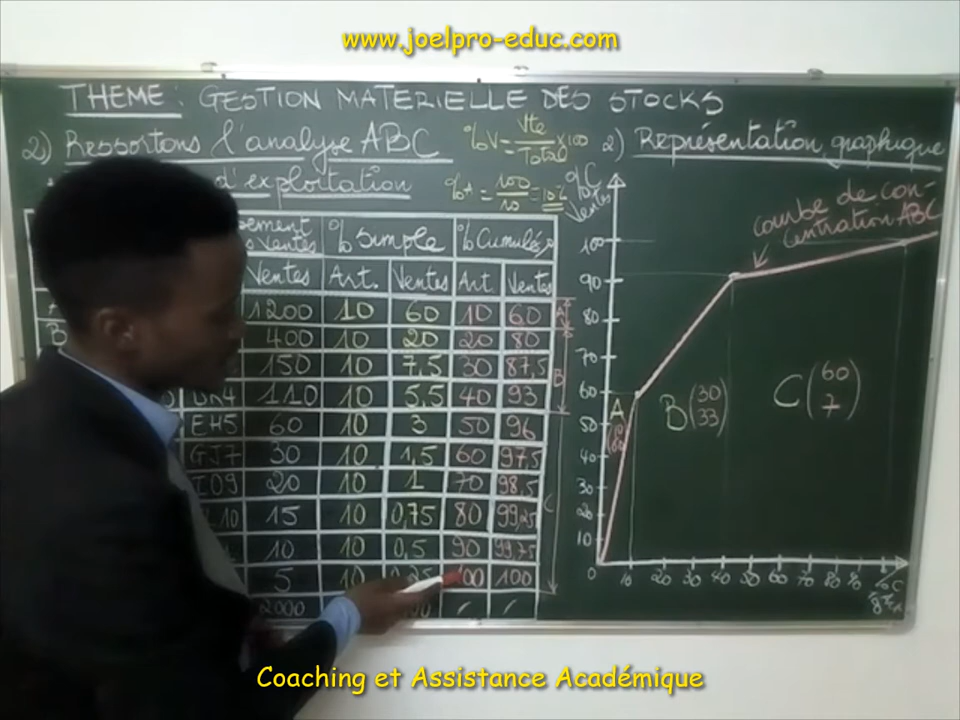 www.joelpro-educ.com
THEME: GESTION MATERIELLE DES STOCKS
2) Ressortons l'analyse ABC
%V = Vte / Total x100
2) Représentation graphique
d'exploitation
%A = 100 / 10 = 10%
%C Ventes
courbe de con-
centration ABC
Ventes % Simple % Cumulés
Ventes Art. Ventes Art. Ventes
1200 10 60 10 60 A
400 10 20 20 80
150 10 7,5 30 87,5 B
110 10 5,5 40 93
EH5 60 10 3 50 96
GJ7 30 10 1,5 60 97,5
IO9 20 10 1 70 98,5
15 10 0,75 80 99,25 C
10 10 0,5 90 99,75
5 10 100 100
2000
100
90
80
70
60
50
40
30
20
10
0 10 20 30 40 50 60 70 80 90
A
B (30 33)
C (60 7)
Coaching et Assistance Académique